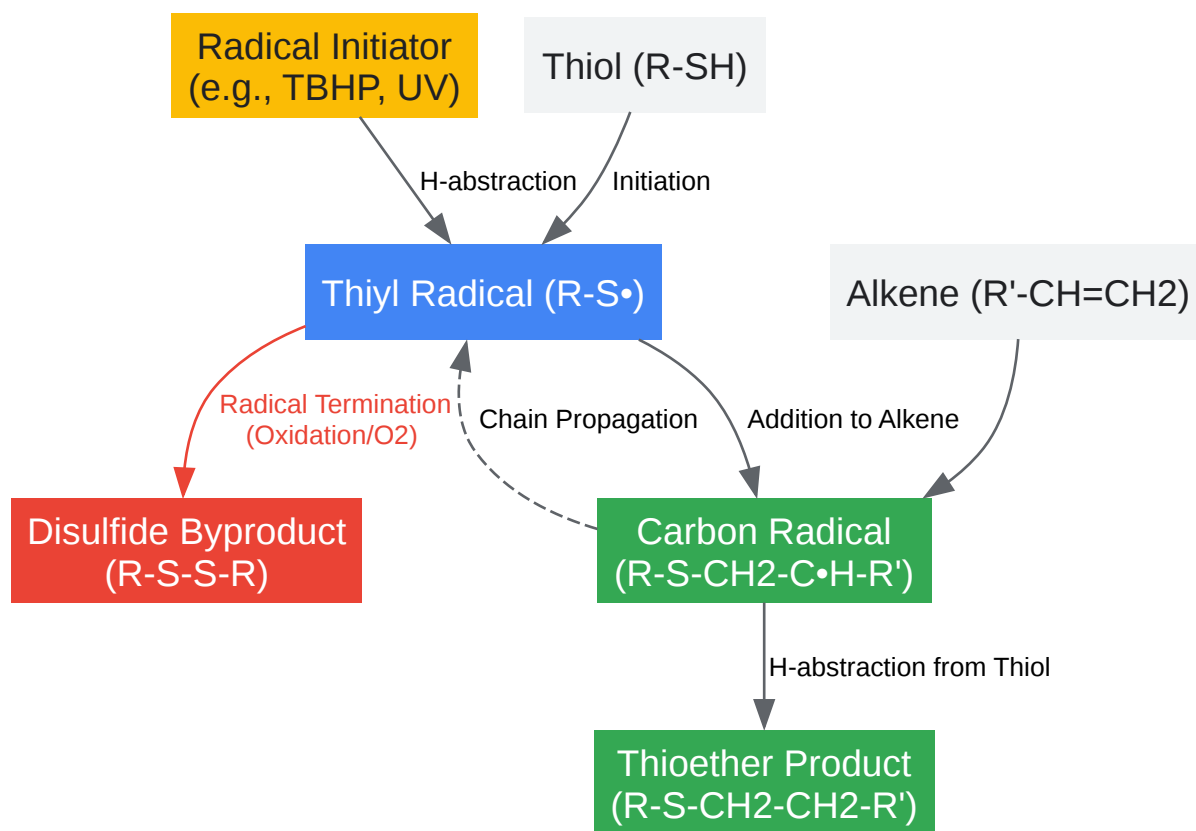 Radical Initiator
(e.g., TBHP, UV)
Thiol (R-SH)
H-abstraction
Initiation
Thiyl Radical (R-S•)
Alkene (R'-CH=CH2)
Radical Termination
(Oxidation/O2)
Chain Propagation
Addition to Alkene
Disulfide Byproduct
(R-S-S-R)
Carbon Radical
(R-S-CH2-C•H-R')
H-abstraction from Thiol
Thioether Product
(R-S-CH2-CH2-R')